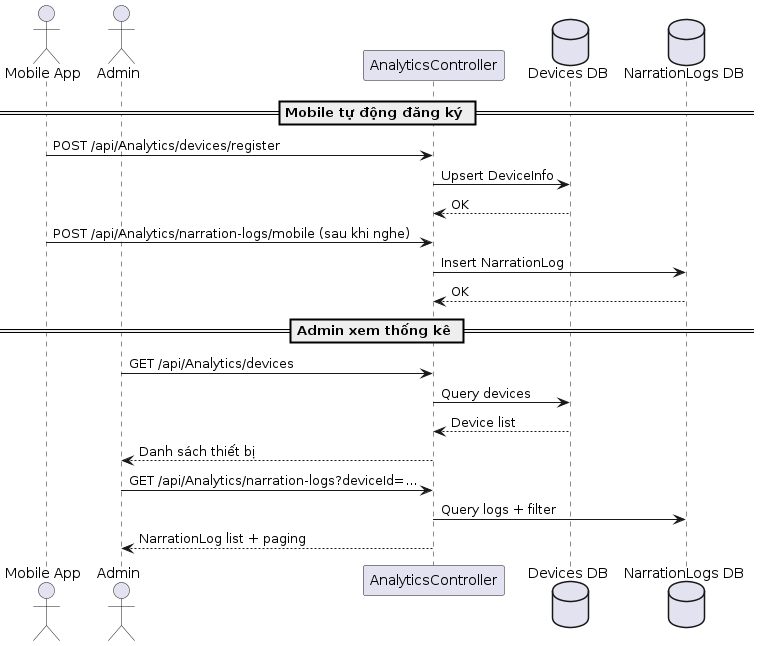 Mobile App
Admin
AnalyticsController
Devices DB
NarrationLogs DB
Mobile tự động đăng ký
POST /api/Analytics/devices/register
Upsert DeviceInfo
OK
POST /api/Analytics/narration-logs/mobile (sau khi nghe)
Insert NarrationLog
OK
Admin xem thống kê
GET /api/Analytics/devices
Query devices
Device list
Danh sách thiết bị
GET /api/Analytics/narration-logs?deviceId=...
Query logs + filter
NarrationLog list + paging
Mobile App
Admin
AnalyticsController
Devices DB
NarrationLogs DB